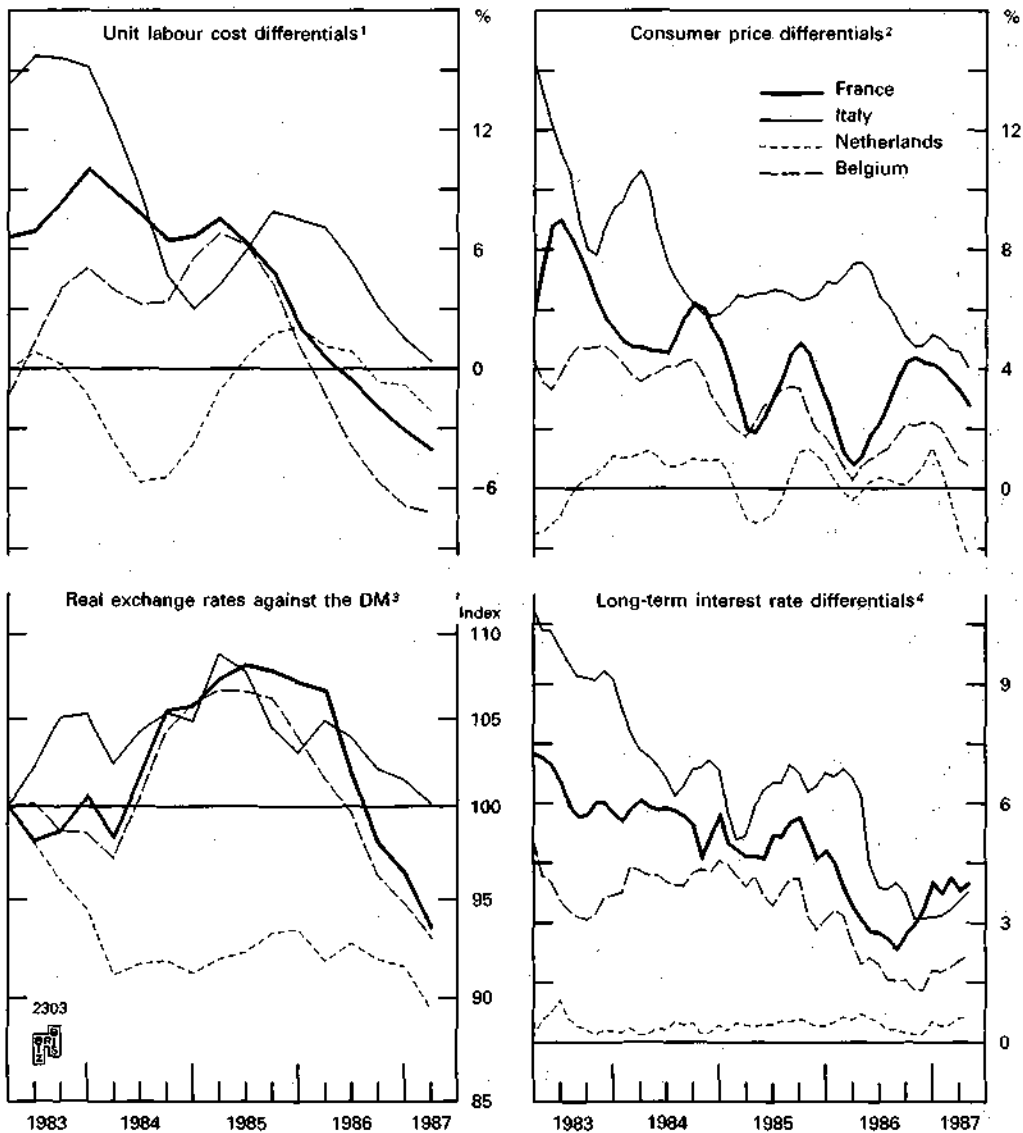 Unit labour cost differentials¹
%
12
6
0
−6
Consumer price differentials²
%
France
Italy
Netherlands
Belgium
12
8
4
0
Real exchange rates against the DM³
Index
110
105
100
95
90
85
2303
1983 1984 1985 1986 1987
Long-term interest rate differentials⁴
9
6
3
0
1983 1984 1985 1986 1987